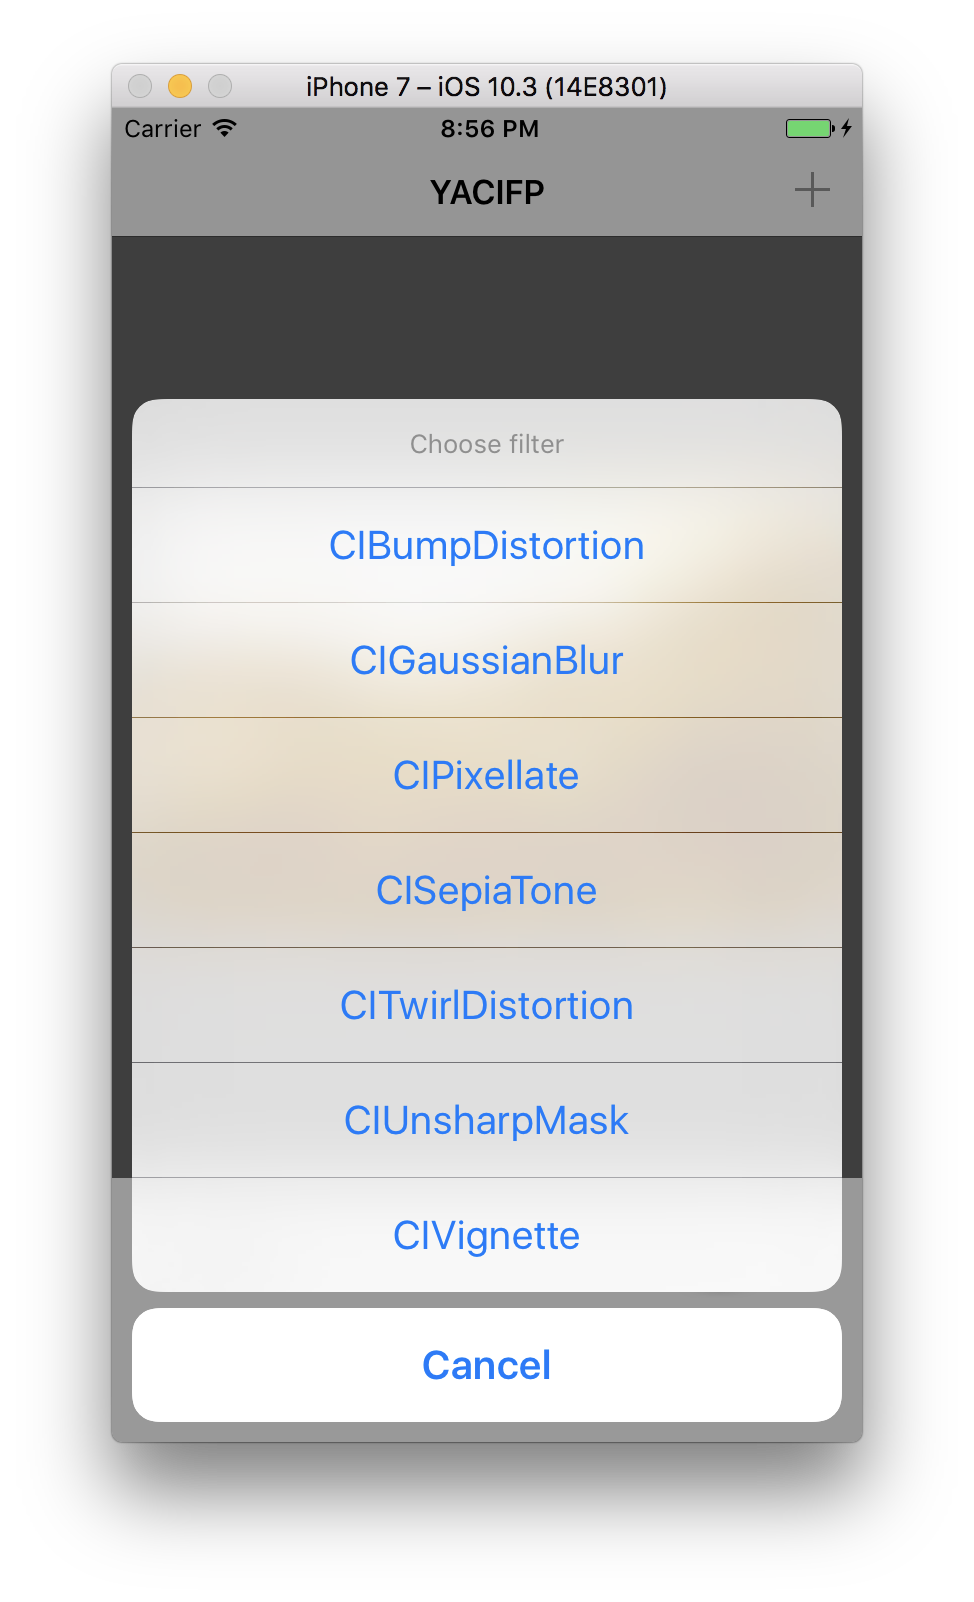 iPhone 7 – iOS 10.3 (14E8301)
Carrier 8:56 PM
YACIFP
Choose filter
CIBumpDistortion
CIGaussianBlur
CIPixellate
CISepiaTone
CITwirlDistortion
CIUnsharpMask
CIVignette
Cancel